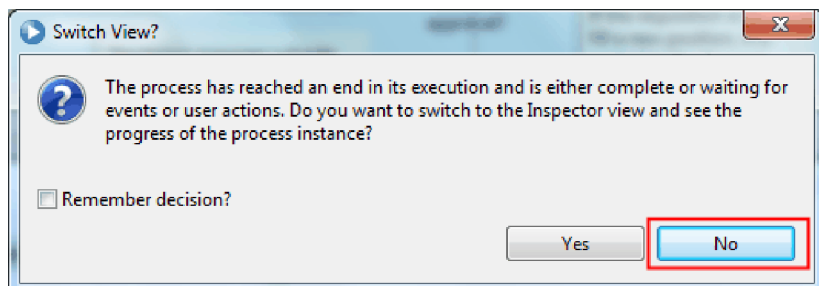 Switch View?
The process has reached an end in its execution and is either complete or waiting for
events or user actions. Do you want to switch to the Inspector view and see the
progress of the process instance?
Remember decision?
Yes No